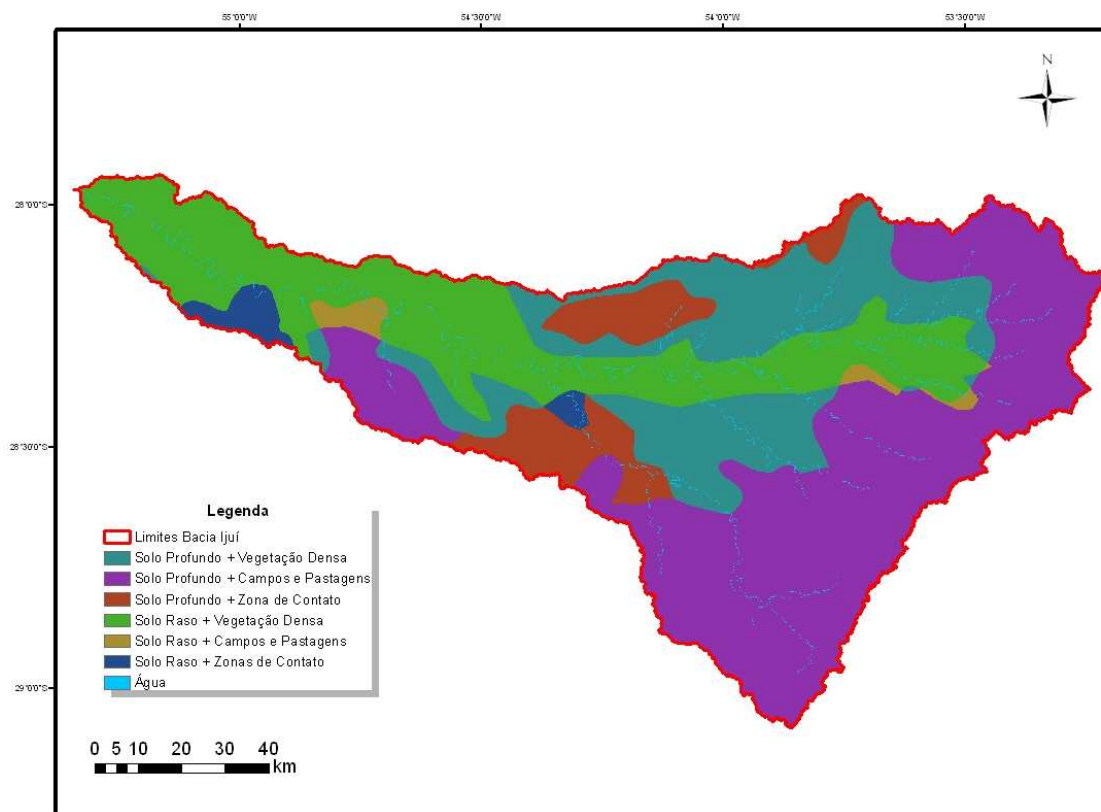 55°0'0"W
54°30'0"W
54°0'0"W
53°30'0"W
N
28°0'0"S
28°30'0"S
29°0'0"S
Legenda
Limites Bacia Ijuí
Solo Profundo + Vegetação Densa
Solo Profundo + Campos e Pastagens
Solo Profundo + Zona de Contato
Solo Raso + Vegetação Densa
Solo Raso + Campos e Pastagens
Solo Raso + Zonas de Contato
Água
0 5 10 20 30 40
km